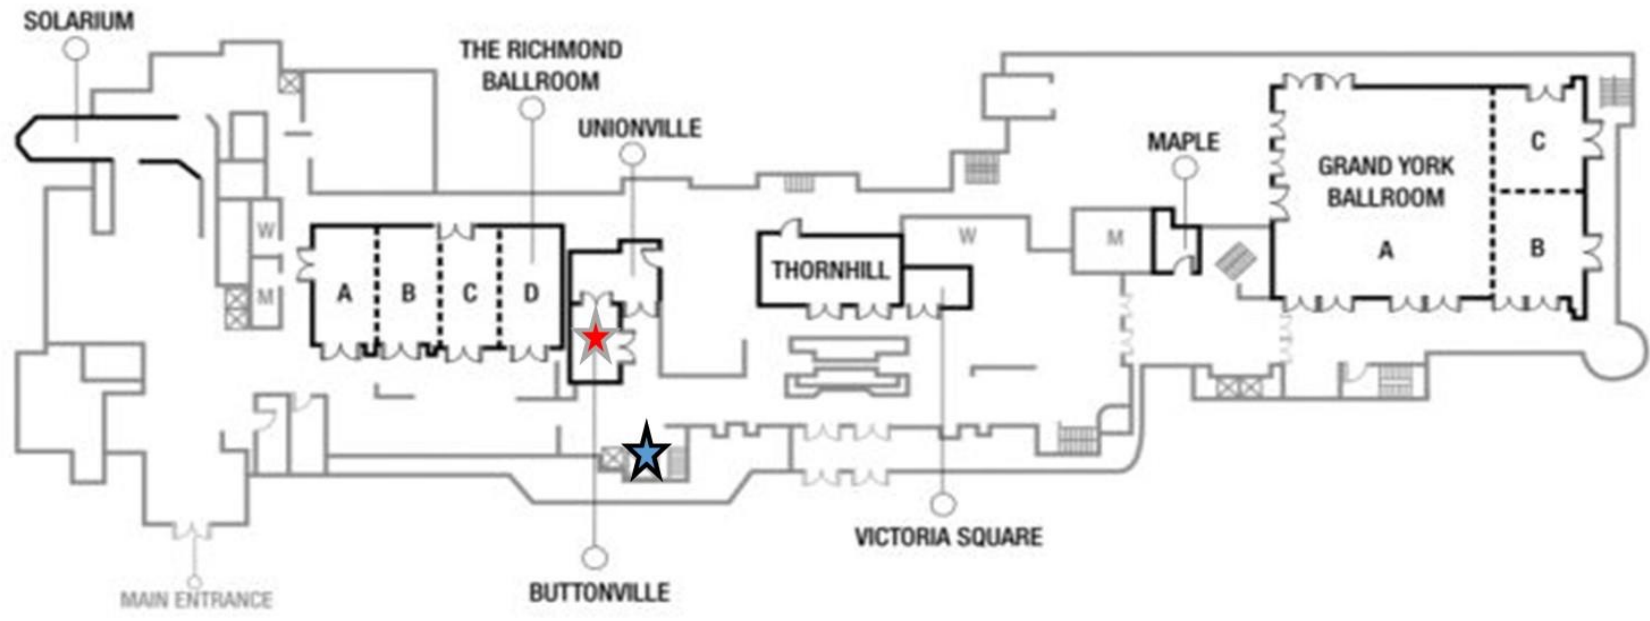 SOLARIUM
THE RICHMOND
BALLROOM
UNIONVILLE
MAPLE
GRAND YORK
BALLROOM
A
C
B
W
M
A
B
C
D
THORNHILL
W
M
VICTORIA SQUARE
BUTTONVILLE
MAIN ENTRANCE